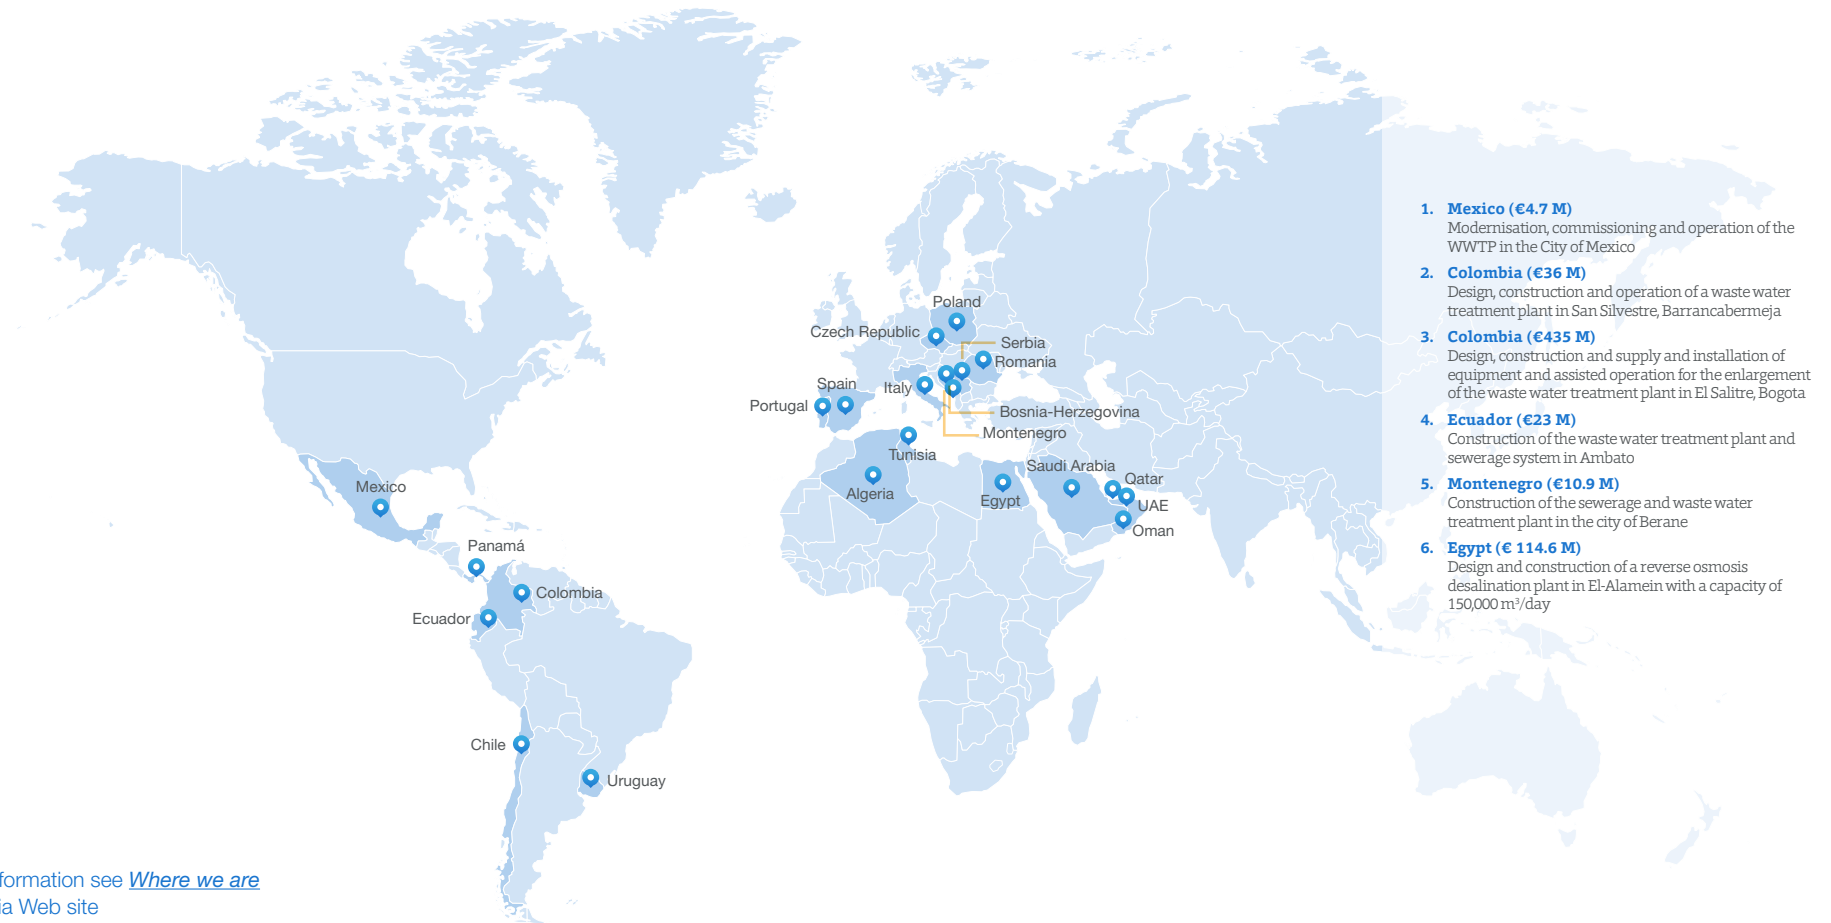 Poland
Czech Republic
Serbia
Romania
Spain
Italy
Portugal
Bosnia-Herzegovina
Montenegro
Tunisia
Saudi Arabia
Algeria
Egypt
Qatar
UAE
Oman
Mexico
Panamá
Colombia
Ecuador
Chile
Uruguay
1. Mexico (€4.7 M)
Modernisation, commissioning and operation of the
WWTP in the City of Mexico
2. Colombia (€36 M)
Design, construction and operation of a waste water
treatment plant in San Silvestre, Barrancabermeja
3. Colombia (€435 M)
Design, construction and supply and installation of
equipment and assisted operation for the enlargement
of the waste water treatment plant in El Salitre, Bogota
4. Ecuador (€23 M)
Construction of the waste water treatment plant and
sewerage system in Ambato
5. Montenegro (€10.9 M)
Construction of the sewerage and waste water
treatment plant in the city of Berane
6. Egypt (€ 114.6 M)
Design and construction of a reverse osmosis
desalination plant in El-Alamein with a capacity of
150,000 m³/day
formation see Where we are
ia Web site